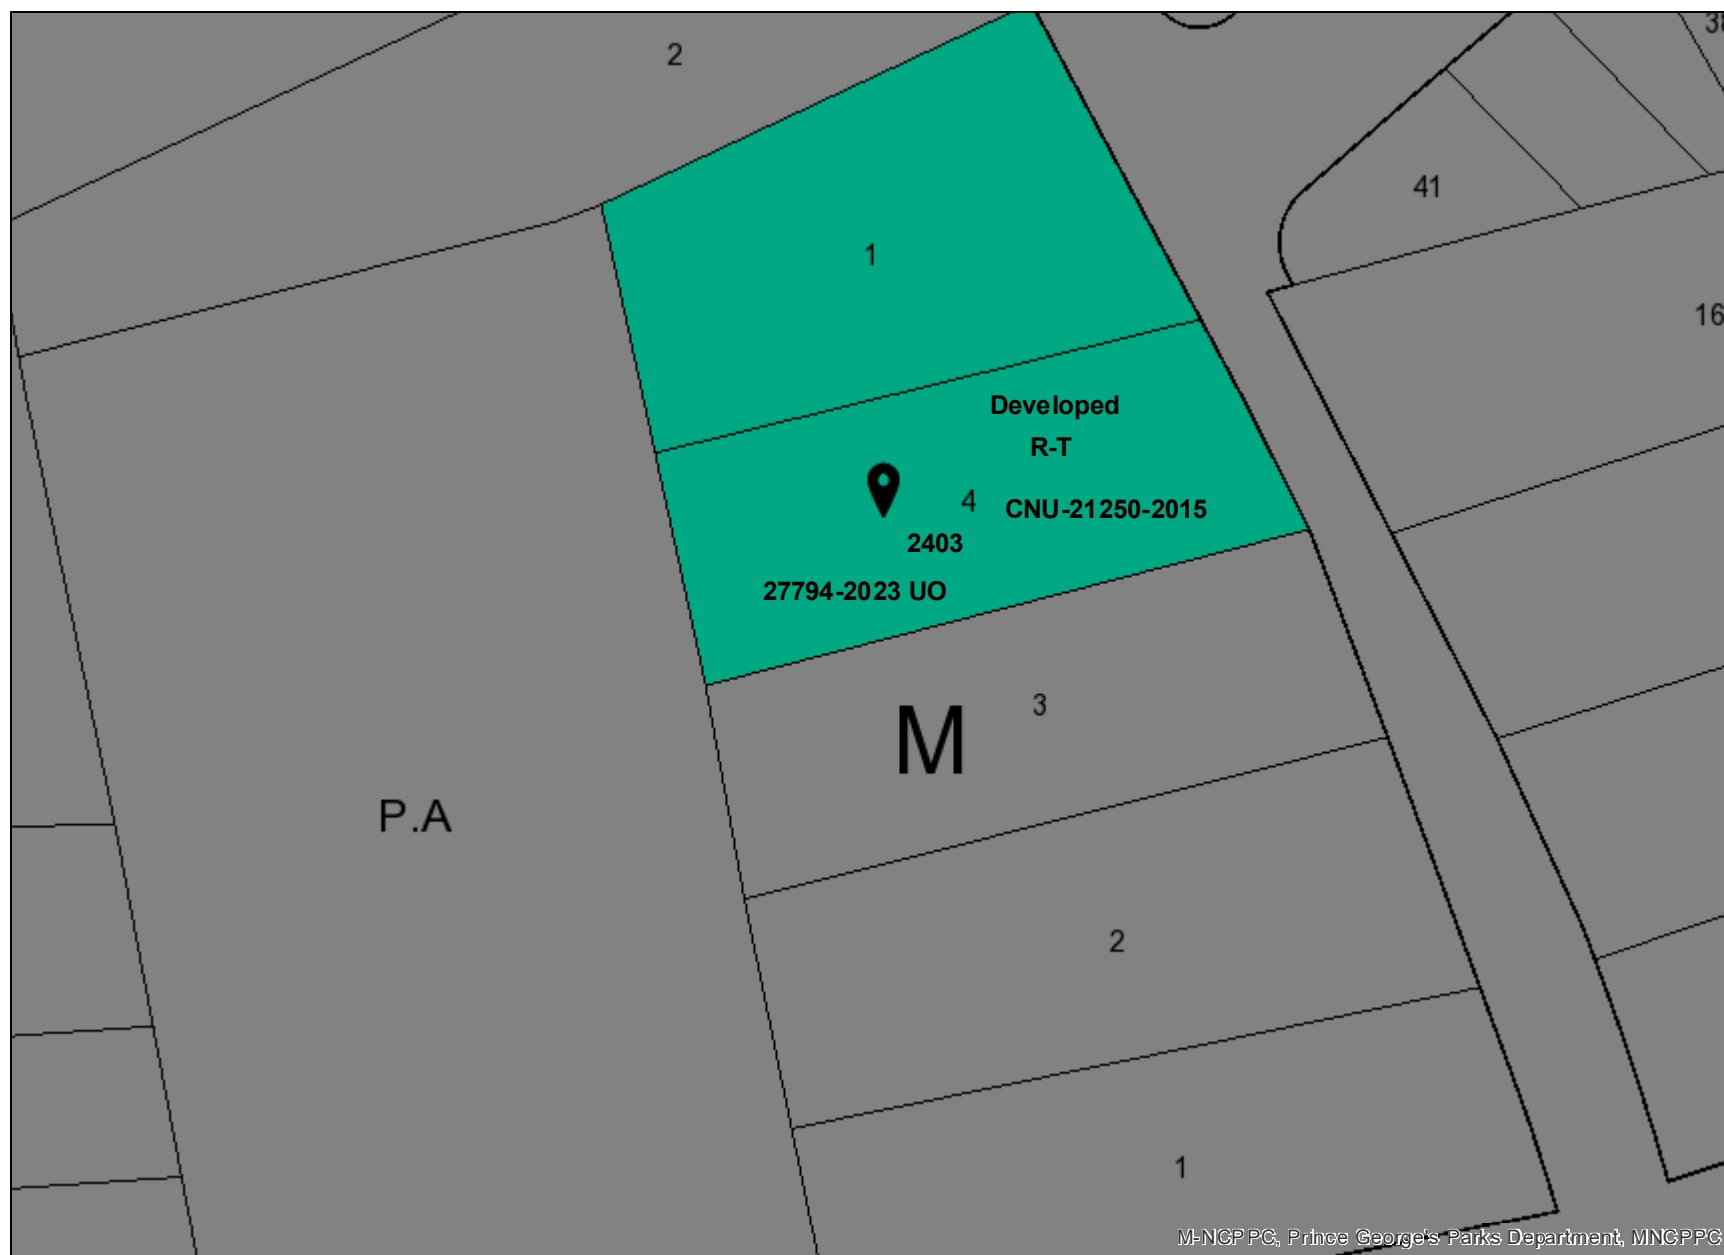 2
38
41
1
16
Developed
R-T
4
CNU-21250-2015
2403
27794-2023 UO
3
M
P.A
2
1
M-NCPPC, Prince George's Parks Department, MNCPPC